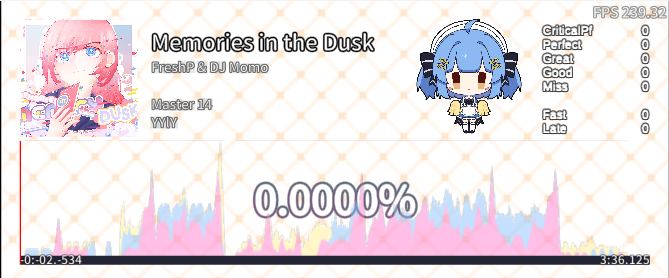 FPS 239.32
Memories in the Dusk
FreshP & DJ Momo
Master 14
YYlY
CriticalPf 0
Perfect 0
Great 0
Good 0
Miss 0
Fast 0
Late 0
0.0000%
-0:-02.-534
3:36.125